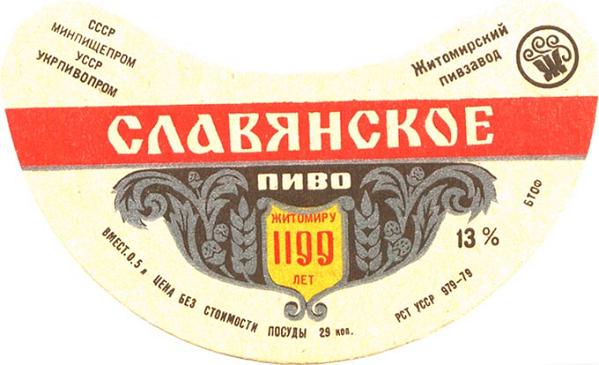 СССР
МИНПИЩЕПРОМ
УССР
УКРПИВОПРОМ
Житомирский
пивзавод
Ж
СЛАВЯНСКОЕ
ПИВО
ЖИТОМИРУ
1199
ЛЕТ
13 %
БТОФ
ВМЕСТ. 0.5 л ЦЕНА БЕЗ СТОИМОСТИ ПОСУДЫ 29 коп.
РСТ УССР 979-79